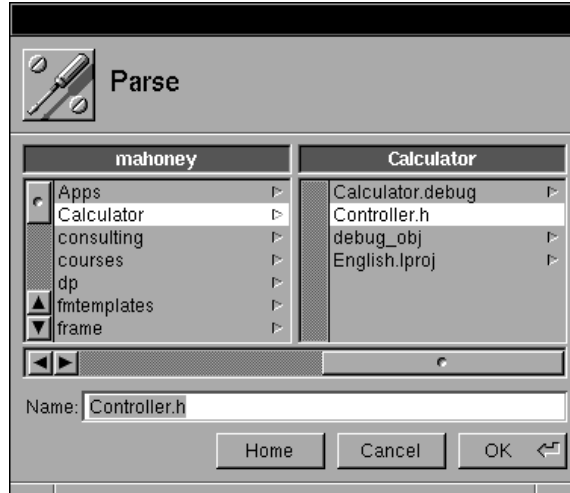 Parse
mahoney
Apps
Calculator
consulting
courses
dp
fmtemplates
frame
Calculator
Calculator.debug
Controller.h
debug_obj
English.lproj
Name: Controller.h
Home
Cancel
OK